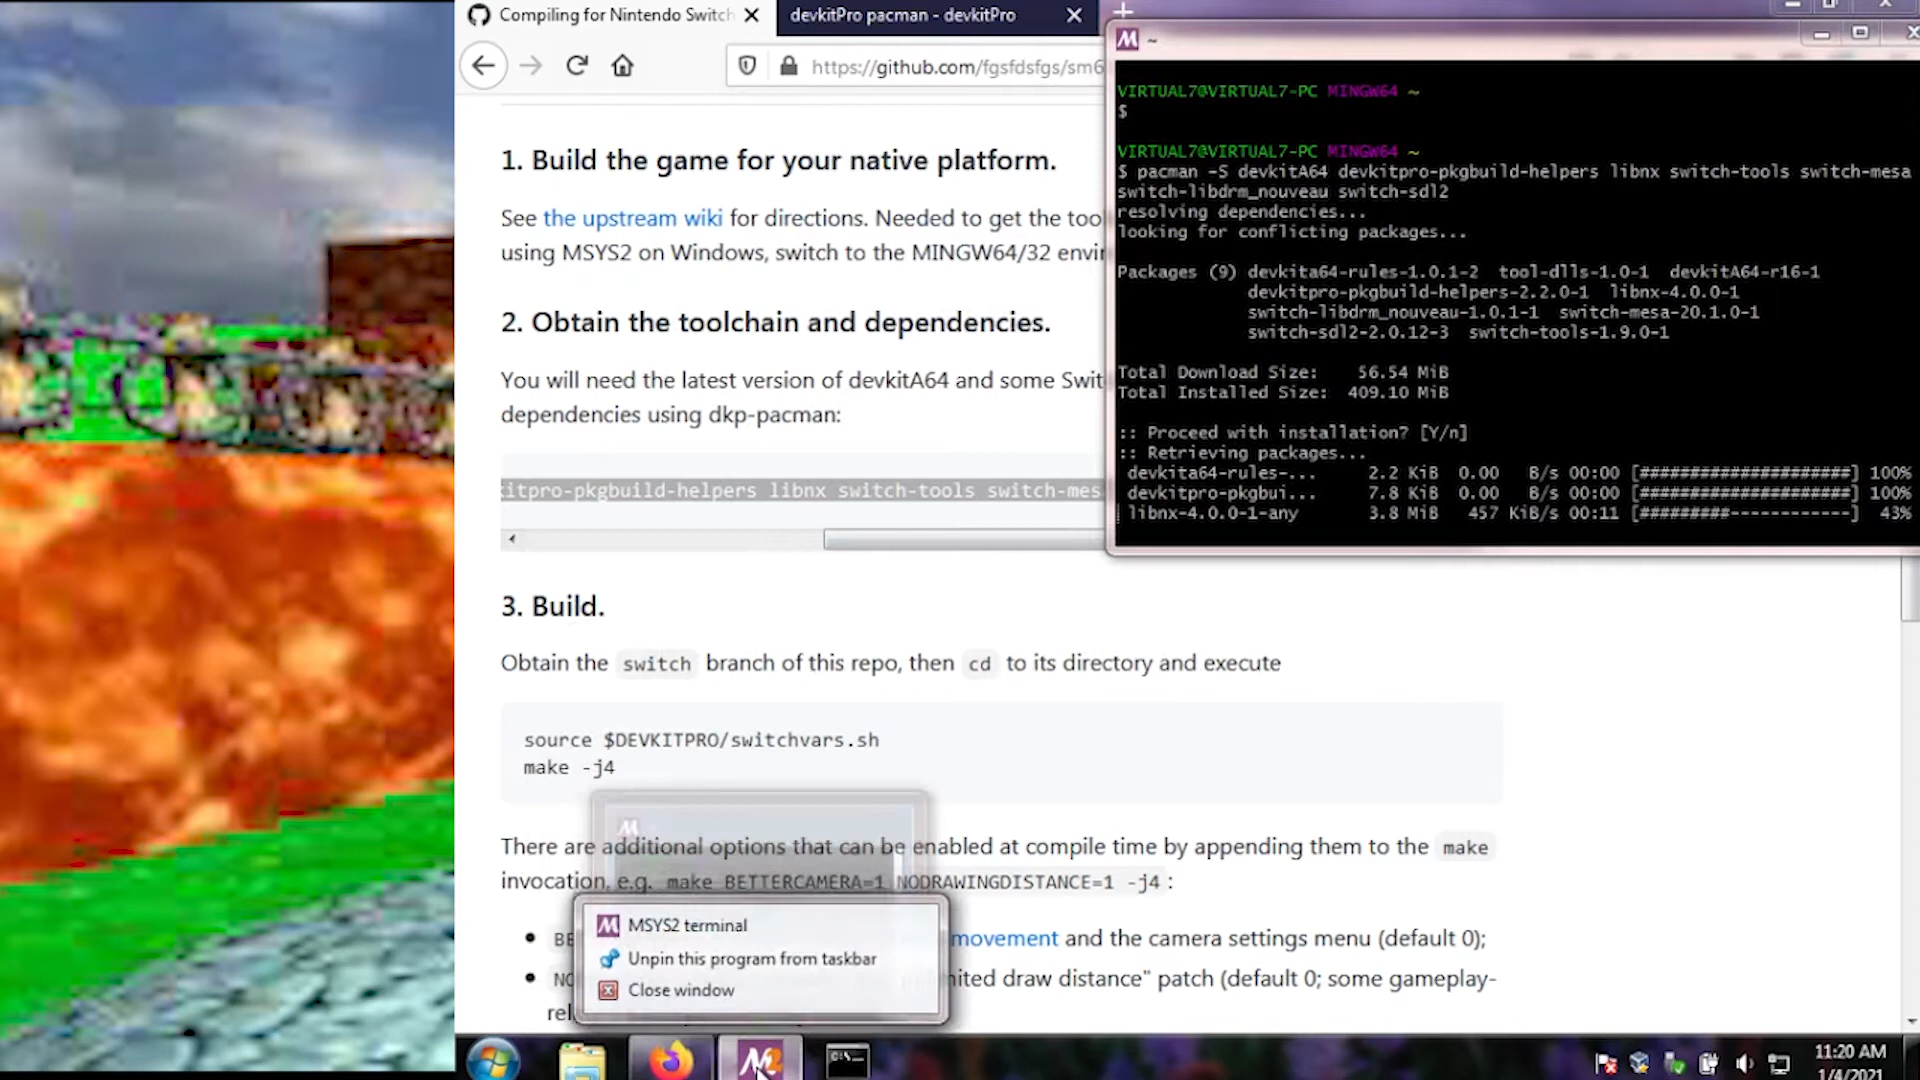 Compiling for Nintendo Switch
devkitPro pacman - devkitPro
https://github.com/fgsfdsfgs/sm6
1. Build the game for your native platform.
See the upstream wiki for directions. Needed to get the too
using MSYS2 on Windows, switch to the MINGW64/32 envir
2. Obtain the toolchain and dependencies.
You will need the latest version of devkitA64 and some Swit
dependencies using dkp-pacman:
kitpro-pkgbuild-helpers libnx switch-tools switch-mes
3. Build.
Obtain the switch branch of this repo, then cd to its directory and execute
source $DEVKITPRO/switchvars.sh
make -j4
There are additional options that can be enabled at compile time by appending them to the make
invocation, e.g. make BETTERCAMERA=1 NODRAWINGDISTANCE=1 -j4 :
BE movement and the camera settings menu (default 0);
NO ited draw distance" patch (default 0; some gameplay-
rel
~
VIRTUAL7@VIRTUAL7-PC MINGW64 ~
$
VIRTUAL7@VIRTUAL7-PC MINGW64 ~
$ pacman -S devkitA64 devkitpro-pkgbuild-helpers libnx switch-tools switch-mesa
switch-libdrm_nouveau switch-sdl2
resolving dependencies...
looking for conflicting packages...
Packages (9) devkita64-rules-1.0.1-2 tool-dlls-1.0-1 devkitA64-r16-1
devkitpro-pkgbuild-helpers-2.2.0-1 libnx-4.0.0-1
switch-libdrm_nouveau-1.0.1-1 switch-mesa-20.1.0-1
switch-sdl2-2.0.12-3 switch-tools-1.9.0-1
Total Download Size: 56.54 MiB
Total Installed Size: 409.10 MiB
:: Proceed with installation? [Y/n]
:: Retrieving packages...
devkita64-rules-... 2.2 KiB 0.00 B/s 00:00 [######################] 100%
devkitpro-pkgbui... 7.8 KiB 0.00 B/s 00:00 [######################] 100%
libnx-4.0.0-1-any 3.8 MiB 457 KiB/s 00:11 [#########-------------] 43%
MSYS2 terminal
Unpin this program from taskbar
Close window
11:20 AM
1/4/2021